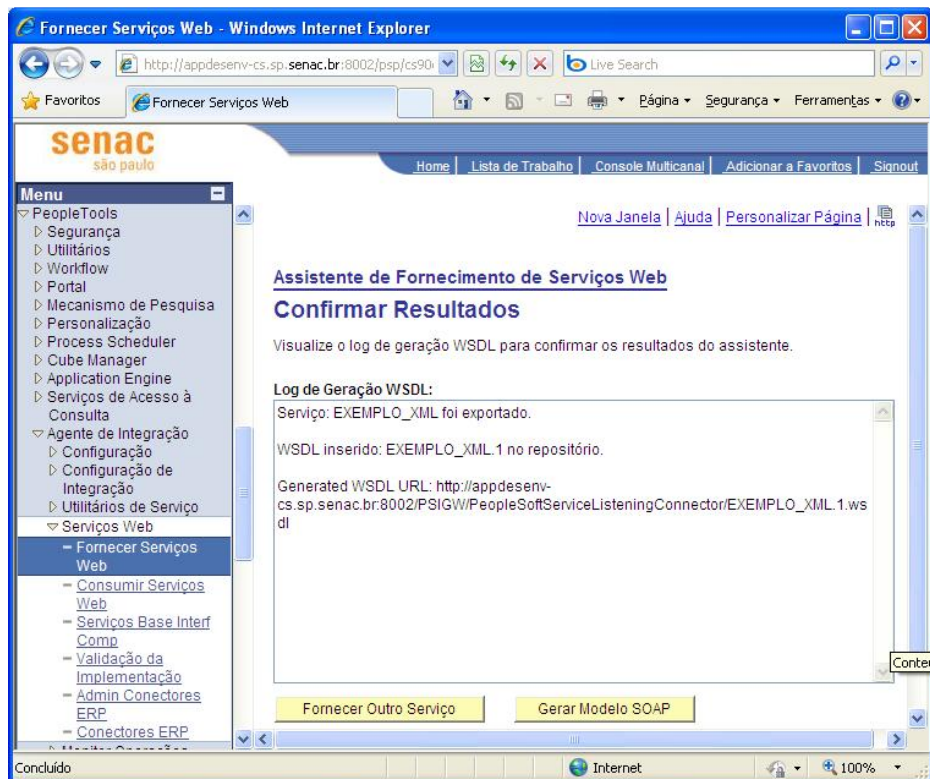 Fornecer Serviços Web - Windows Internet Explorer
http://appdesenv-cs.sp.senac.br:8002/psp/cs90
Live Search
Favoritos
Fornecer Serviços Web
Página
Segurança
Ferramentas
senac
são paulo
Home | Lista de Trabalho | Console Multicanal | Adicionar a Favoritos | Signout
Menu
PeopleTools
Segurança
Utilitários
Workflow
Portal
Mecanismo de Pesquisa
Personalização
Process Scheduler
Cube Manager
Application Engine
Serviços de Acesso à
Consulta
Agente de Integração
Configuração
Configuração de
Integração
Utilitários de Serviço
Serviços Web
Fornecer Serviços
Web
Consumir Serviços
Web
Serviços Base Interf
Comp
Validação da
Implementação
Admin Conectores
ERP
Conectores ERP
Nova Janela | Ajuda | Personalizar Página |
http
Assistente de Fornecimento de Serviços Web
Confirmar Resultados
Visualize o log de geração WSDL para confirmar os resultados do assistente.
Log de Geração WSDL:
Serviço: EXEMPLO_XML foi exportado.
WSDL inserido: EXEMPLO_XML.1 no repositório.
Generated WSDL URL: http://appdesenv-
cs.sp.senac.br:8002/PSIGW/PeopleSoftServiceListeningConnector/EXEMPLO_XML.1.ws
dl
Fornecer Outro Serviço
Gerar Modelo SOAP
Concluído
Internet
100%